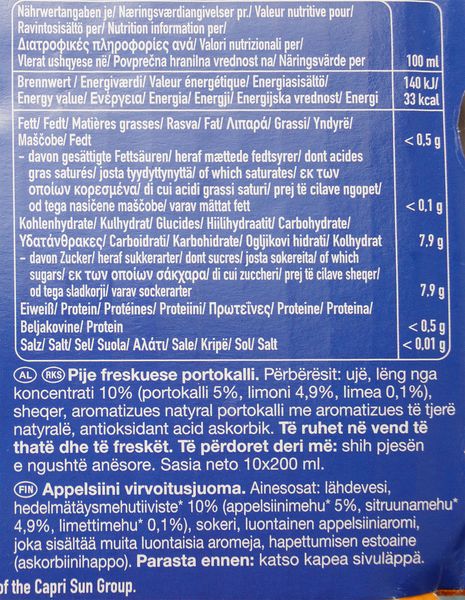 Nährwertangaben je/ Næringsværdiangivelser pr./ Valeur nutritive pour/
Ravintosisältö per/ Nutrition information per/
Διατροφικές πληροφορίες ανά/ Valori nutrizionali per/
Vlerat ushqyese në/ Povprečna hranilna vrednost na/ Näringsvärde per 100 ml
Brennwert / Energiværdi/ Valeur énergétique/ Energiasisältö/ 140 kJ/
Energy value/ Ενέργεια/ Energia/ Energji/ Energijska vrednost/ Energi 33 kcal
Fett/ Fedt/ Matières grasses/ Rasva/ Fat/ Λιπαρά/ Grassi/ Yndyrë/
Maščobe/ Fedt < 0,5 g
- davon gesättigte Fettsäuren/ heraf mættede fedtsyrer/ dont acides
gras saturés/ josta tyydyttynyttä/ of which saturates/ εκ των
οποίων κορεσμένα/ di cui acidi grassi saturi/ prej të cilave ngopet/
od tega nasičene maščobe/ varav mättat fett < 0,1 g
Kohlenhydrate/ Kulhydrat/ Glucides/ Hiilihydraatit/ Carbohydrate/
Υδατάνθρακες/ Carboidrati/ Karbohidrate/ Ogljikovi hidrati/ Kolhydrat 7,9 g
- davon Zucker/ heraf sukkerarter/ dont sucres/ josta sokereita/ of which
sugars/ εκ των οποίων σάκχαρα/ di cui zuccheri/ prej të cilave sheqer/
od tega sladkorji/ varav sockerarter 7,9 g
Eiweiß/ Protein/ Protéines/ Proteiini/ Πρωτεΐνες/ Proteine/ Proteina/
Beljakovine/ Protein < 0,5 g
Salz/ Salt/ Sel/ Suola/ Αλάτι/ Sale/ Kripë/ Sol/ Salt < 0,01 g
AL RKS Pije freskuese portokalli. Përbërësit: ujë, lëng nga
koncentrati 10% (portokalli 5%, limoni 4,9%, limea 0,1%),
sheqer, aromatizues natyral portokalli me aromatizues të tjerë
natyralë, antioksidant acid askorbik. Të ruhet në vend të
thatë dhe të freskët. Të përdoret deri më: shih pjesën
e ngushtë anësore. Sasia neto 10x200 ml.
FIN Appelsiini virvoitusjuoma. Ainesosat: lähdevesi,
hedelmätäysmehutiiviste* 10% (appelsiinimehu* 5%, sitruunamehu*
4,9%, limettimehu* 0,1%), sokeri, luontainen appelsiiniaromi,
joka sisältää muita luontaisia aromeja, hapettumisen estoaine
(askorbiinihappo). Parasta ennen: katso kapea sivuläppä.
of the Capri Sun Group.